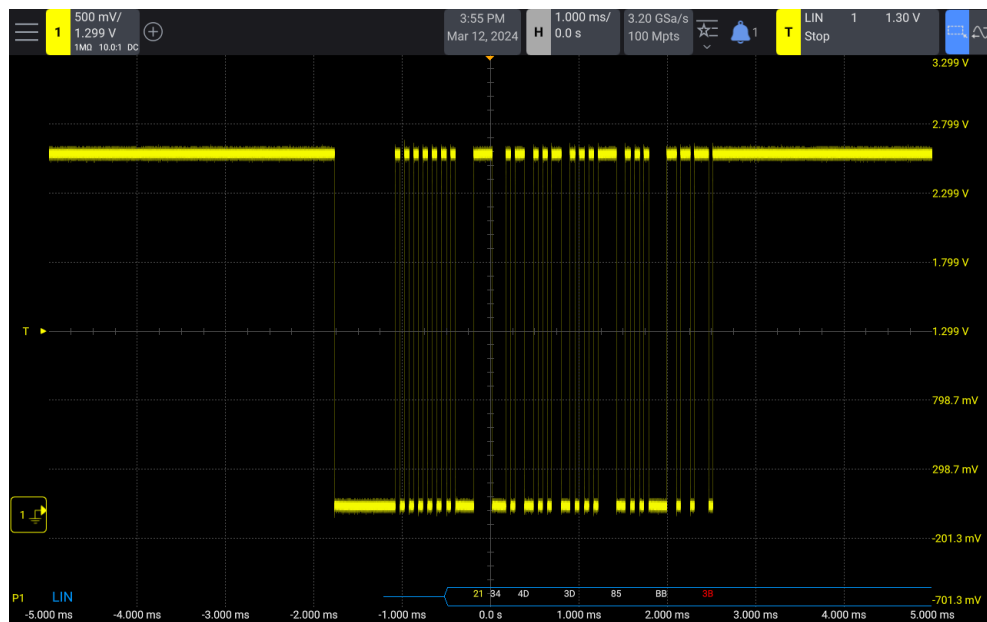 1 500 mV/ 1.299 V 1MΩ 10.0:1 DC
3:55 PM
Mar 12, 2024
H 1.000 ms/ 0.0 s
3.20 GSa/s
100 Mpts
1
T LIN 1 1.30 V
Stop
3.299 V
2.799 V
2.299 V
1.799 V
T 1.299 V
798.7 mV
298.7 mV
1
-201.3 mV
P1 LIN 21 34 4D 3D 85 BB 3B -701.3 mV
-5.000 ms -4.000 ms -3.000 ms -2.000 ms -1.000 ms 0.0 s 1.000 ms 2.000 ms 3.000 ms 4.000 ms 5.000 ms